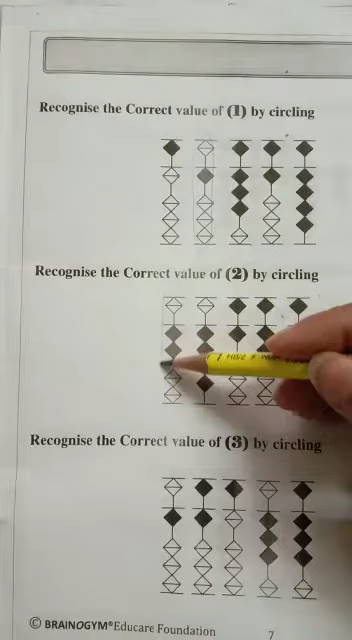 Recognise the Correct value of (1) by circling
Recognise the Correct value of (2) by circling
Recognise the Correct value of (3) by circling
© BRAINOGYM® Educare Foundation
7